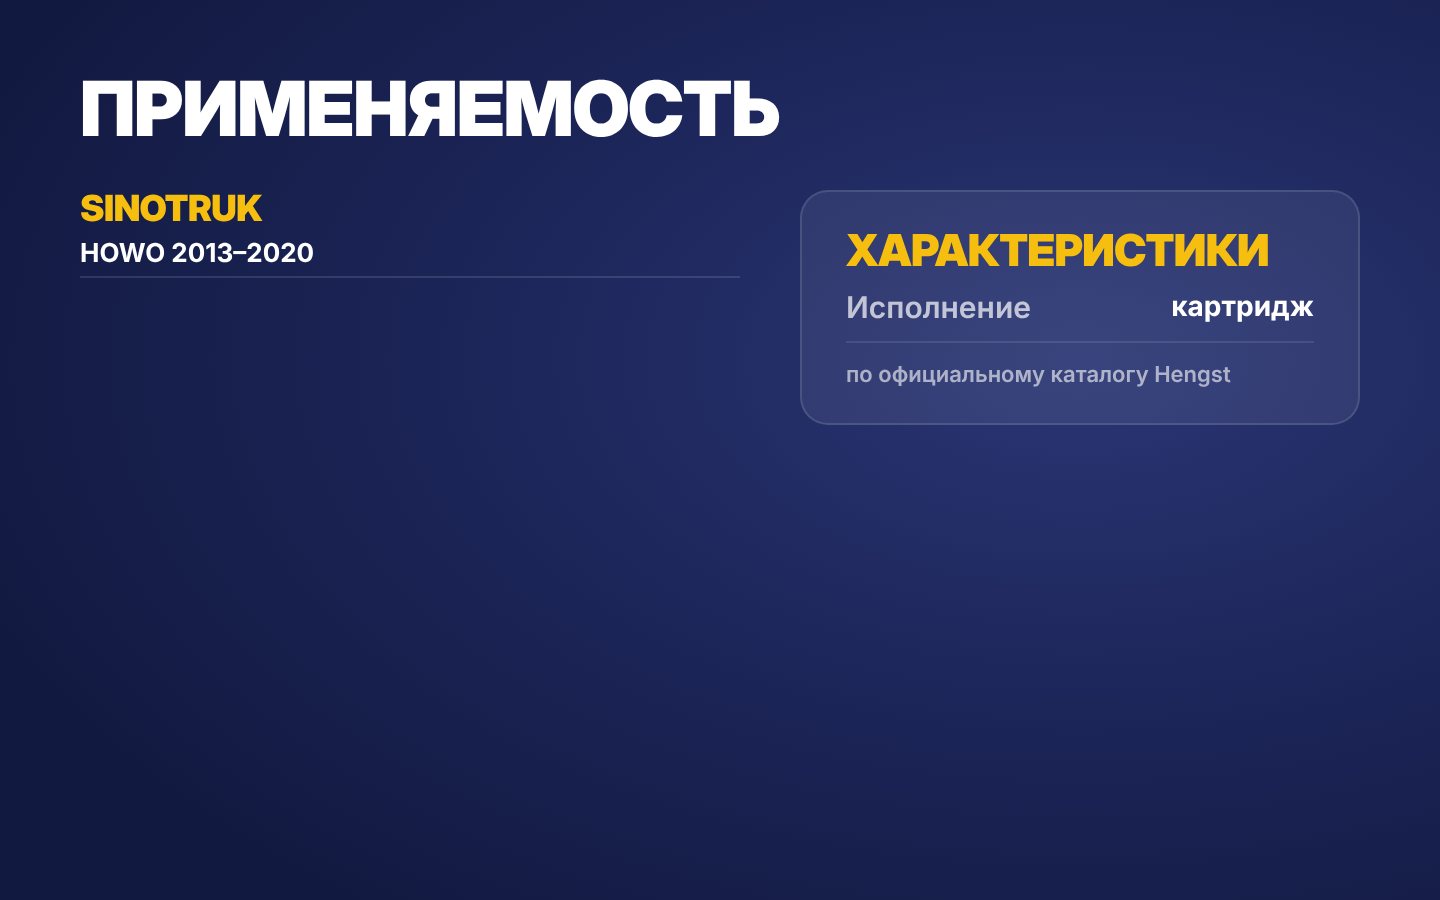 ПРИМЕНЯЕМОСТЬ
SINOTRUK
HOWO 2013–2020
ХАРАКТЕРИСТИКИ
Исполнение картридж
по официальному каталогу Hengst